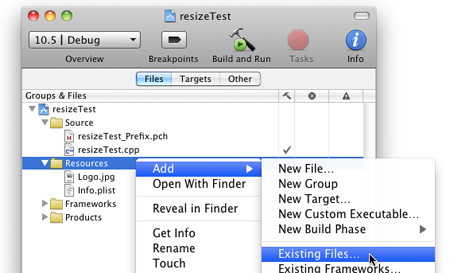 resizeTest
10.5 | Debug
Overview
Breakpoints
Build and Run
Tasks
Info
Files
Targets
Other
Groups & Files
resizeTest
Source
resizeTest_Prefix.pch
resizeTest.cpp
Resources
Logo.jpg
Info.plist
Frameworks
Products
Add
Open With Finder
Reveal in Finder
Get Info
Rename
Touch
New File...
New Group
New Target...
New Custom Executable...
New Build Phase
Existing Files...
Existing Frameworks...